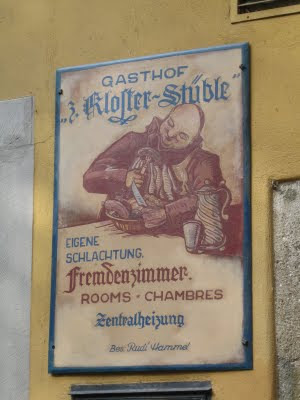 GASTHOF
„z. Kloster-Stüble"
EIGENE
SCHLACHTUNG.
Fremdenzimmer.
ROOMS · CHAMBRES
Zentralheizung
Bes. Rudi Hammel